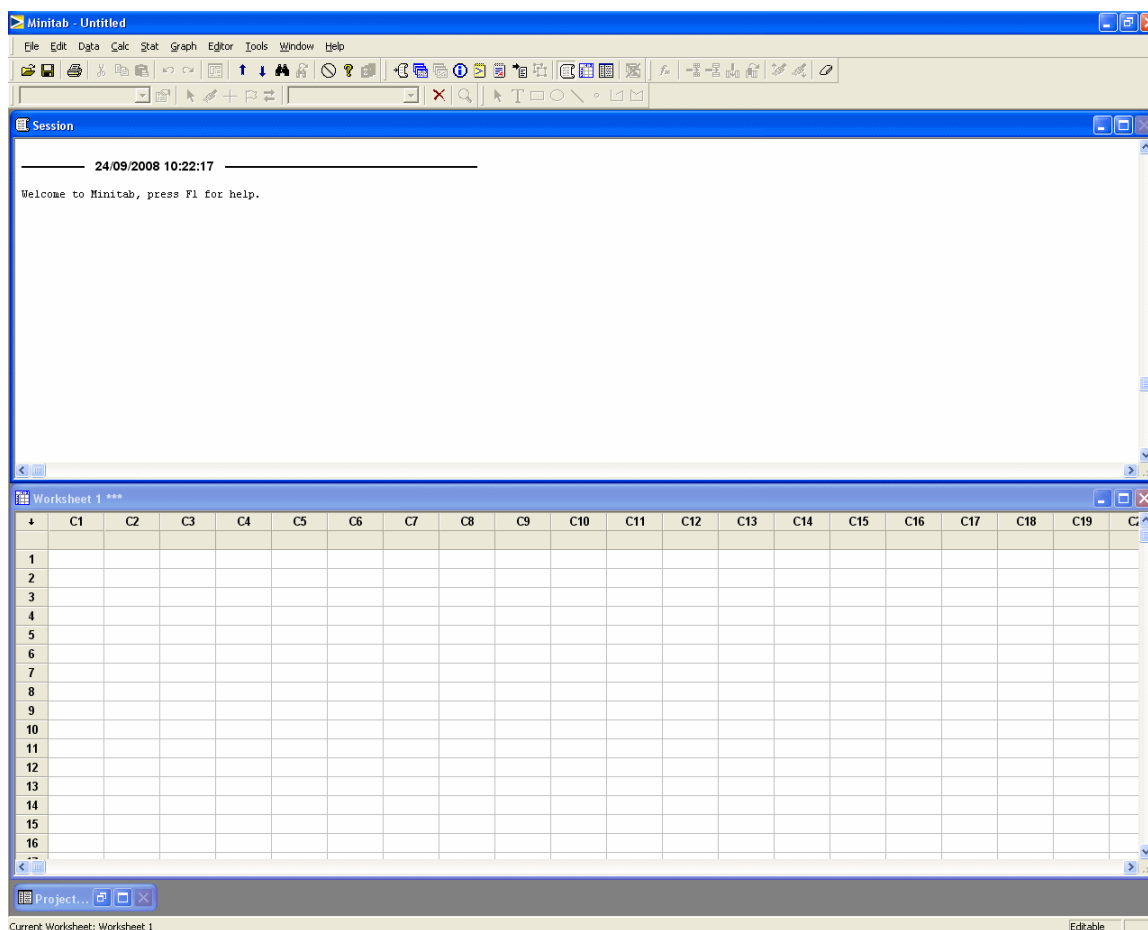 Minitab - Untitled
File Edit Data Calc Stat Graph Editor Tools Window Help
Session
24/09/2008 10:22:17
Welcome to Minitab, press F1 for help.
Worksheet 1 ***
C1 C2 C3 C4 C5 C6 C7 C8 C9 C10 C11 C12 C13 C14 C15 C16 C17 C18 C19
1
2
3
4
5
6
7
8
9
10
11
12
13
14
15
16
Project...
Current Worksheet: Worksheet 1 Editable